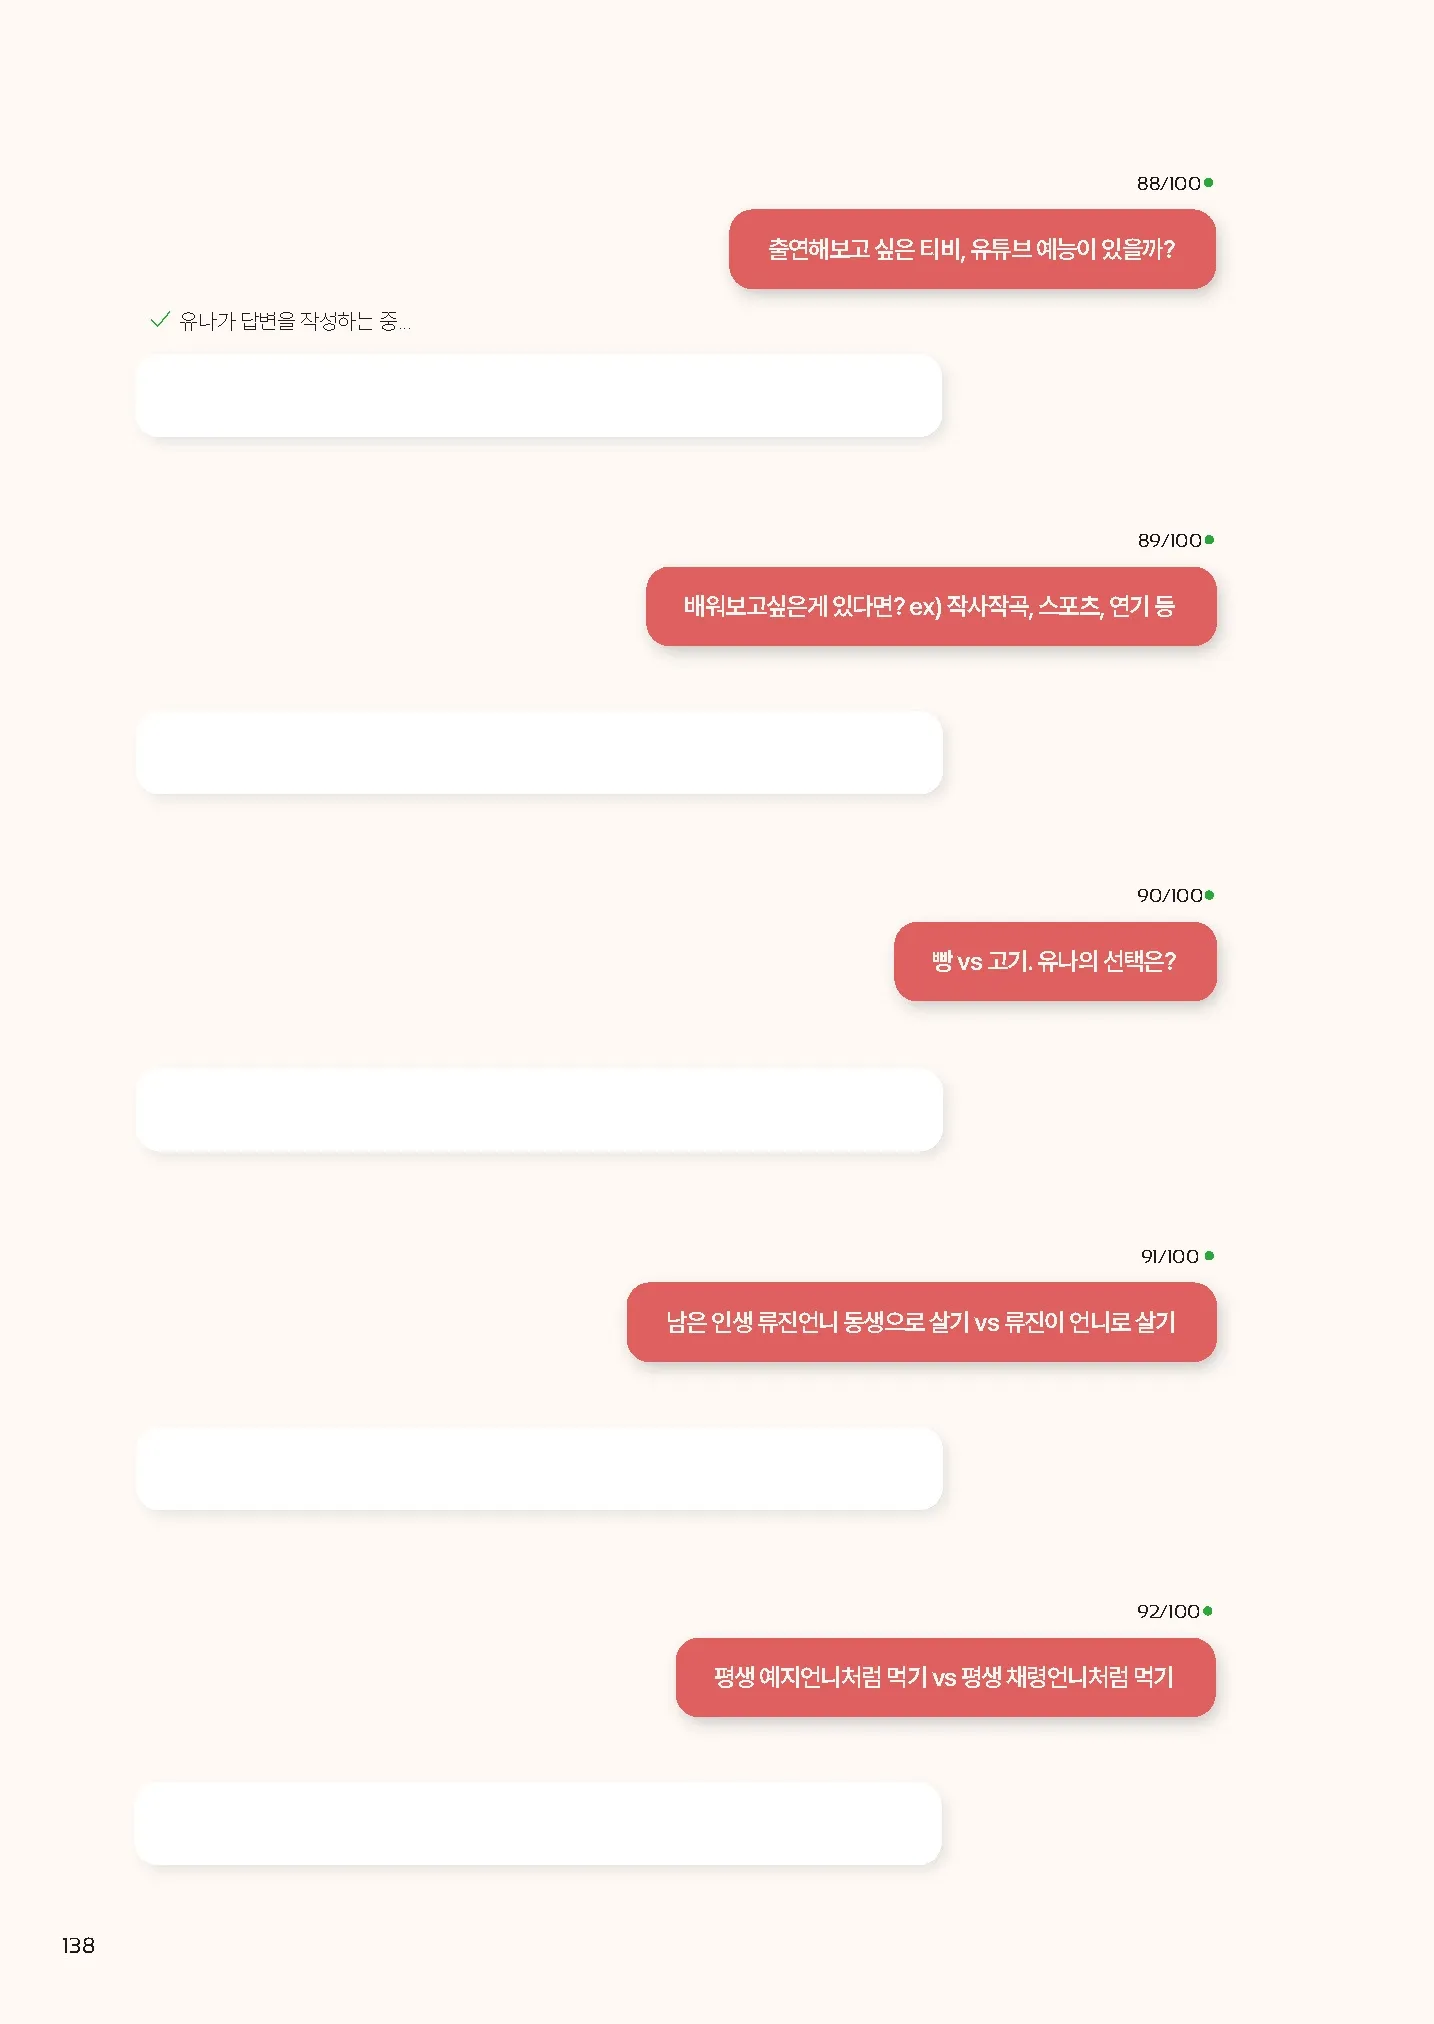 88/100
출연해보고 싶은 티비, 유튜브 예능이 있을까?
유나가 답변을 작성하는 중...
89/100
배워보고싶은게 있다면? ex) 작사작곡, 스포츠, 연기 등
90/100
빵 vs 고기. 유나의 선택은?
91/100
남은 인생 류진언니 동생으로 살기 vs 류진이 언니로 살기
92/100
평생 예지언니처럼 먹기 vs 평생 채령언니처럼 먹기
138